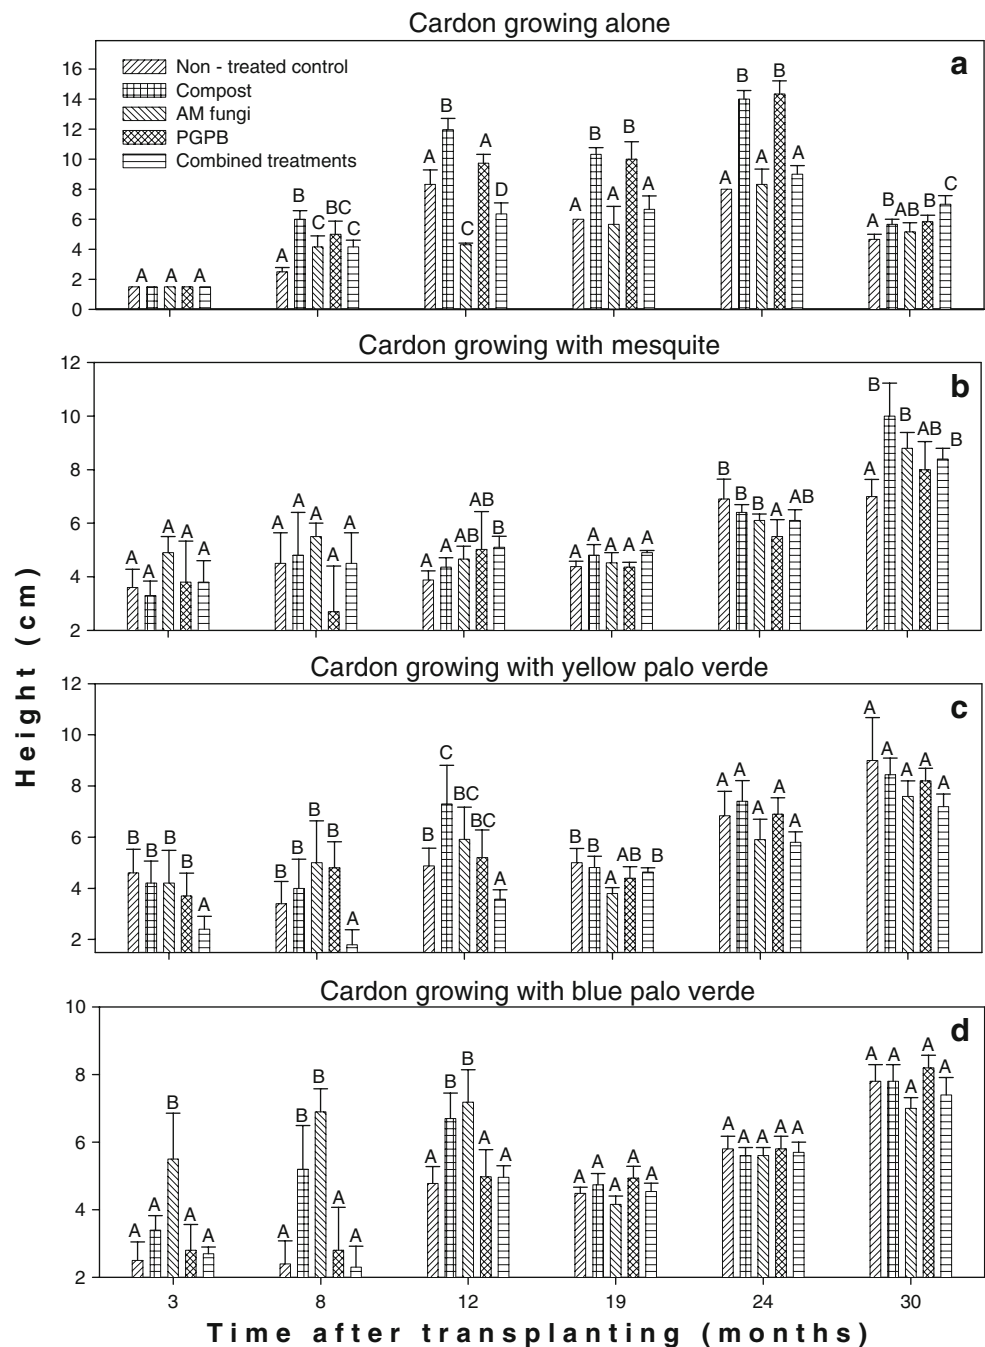 Cardon growing alone
a
Non - treated control
Compost
AM fungi
PGPB
Combined treatments
16
14
12
10
8
6
4
2
0
A A A
A B C BC C
A B C A D
A B A B A
A B A B A
A B AB B C
Cardon growing with mesquite
b
12
10
8
6
4
2
A A A A A
A A A A A
A A AB AB B
A A A A A
B B B A AB
A B B AB B
Cardon growing with yellow palo verde
c
12
10
8
6
4
2
B B B B A
B B B B A
B C BC BC A
B B A AB B
A A A A A
A A A A A
Cardon growing with blue palo verde
d
10
8
6
4
2
A A B A A
A B B A A
A B B A A
A A A A A
A A A A A
A A A A A
3 8 12 19 24 30
Height (cm)
Time after transplanting (months)